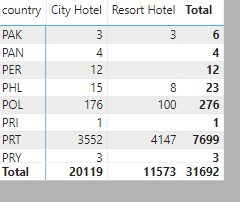 country City Hotel Resort Hotel Total
PAK 3 3 6
PAN 4 4
PER 12 12
PHL 15 8 23
POL 176 100 276
PRI 1 1
PRT 3552 4147 7699
PRY 3 3
Total 20119 11573 31692